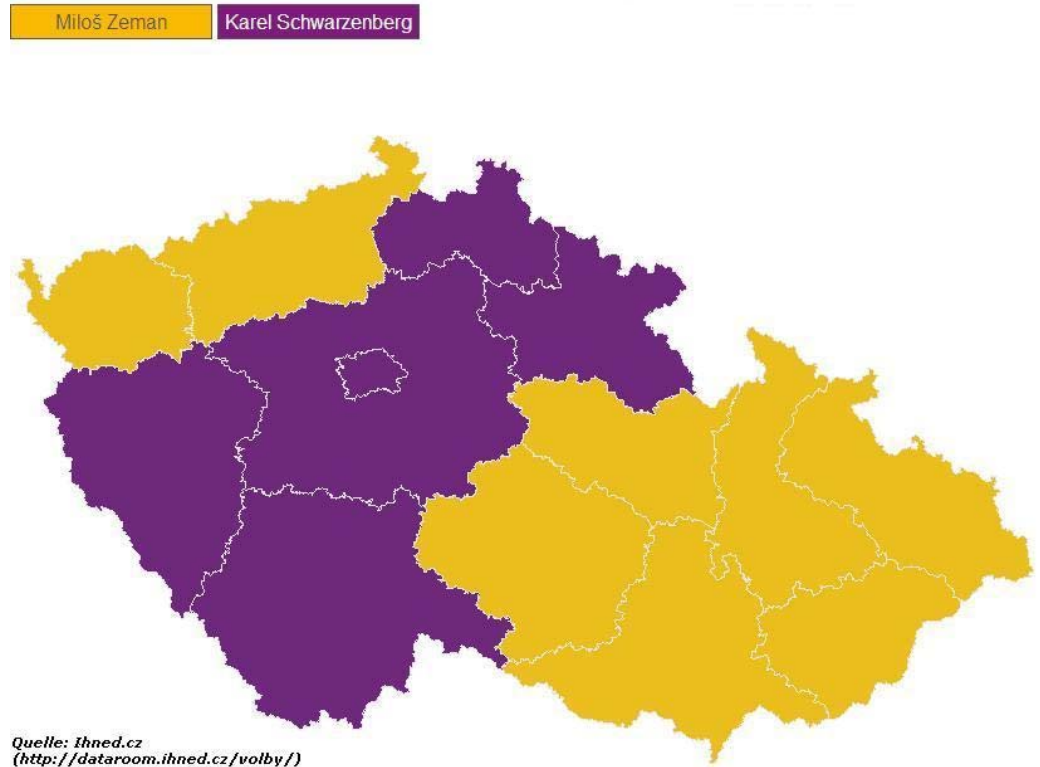 Miloš Zeman
Karel Schwarzenberg
Quelle: Ihned.cz
(http://dataroom.ihned.cz/volby/)